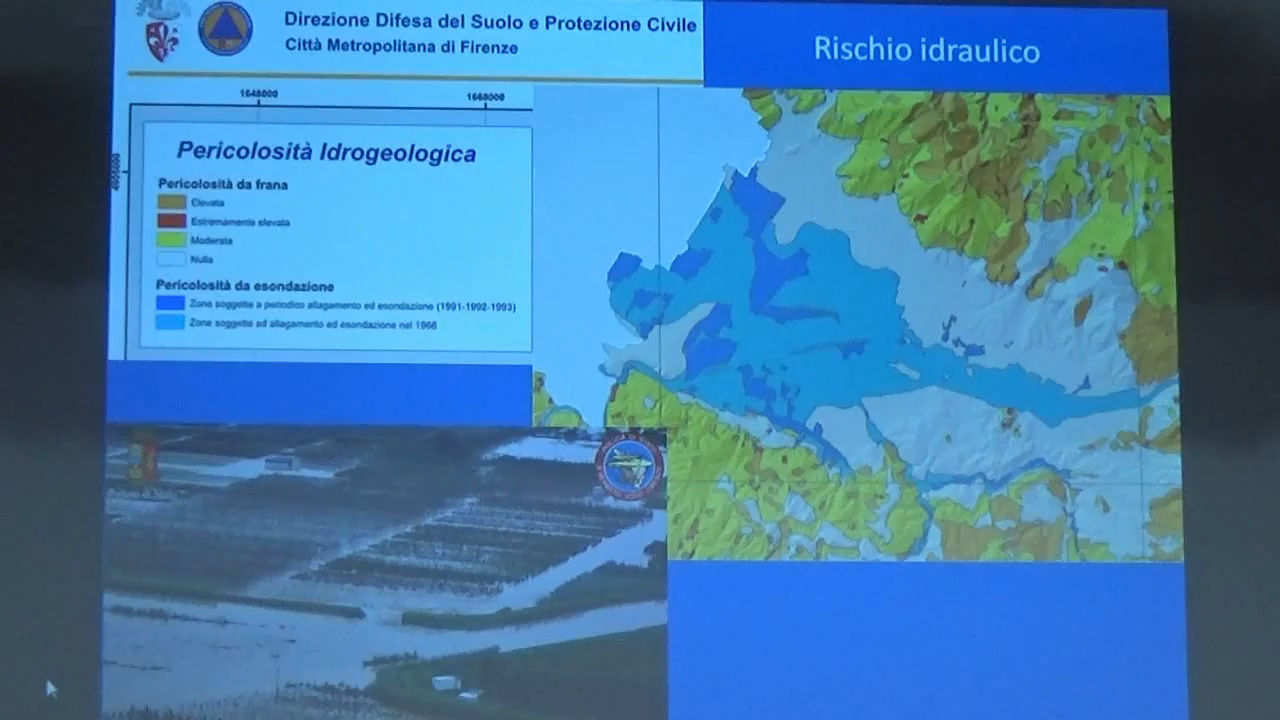 Direzione Difesa del Suolo e Protezione Civile
Città Metropolitana di Firenze
Rischio idraulico
1648000
1668000
Pericolosità Idrogeologica
Pericolosità da frana
Elevata
Estremamente elevata
Moderata
Nulla
Pericolosità da esondazione
Zone soggette a periodico allagamento ed esondazione (1991-1992-1993)
Zone soggette ad allagamento ed esondazione nel 1966